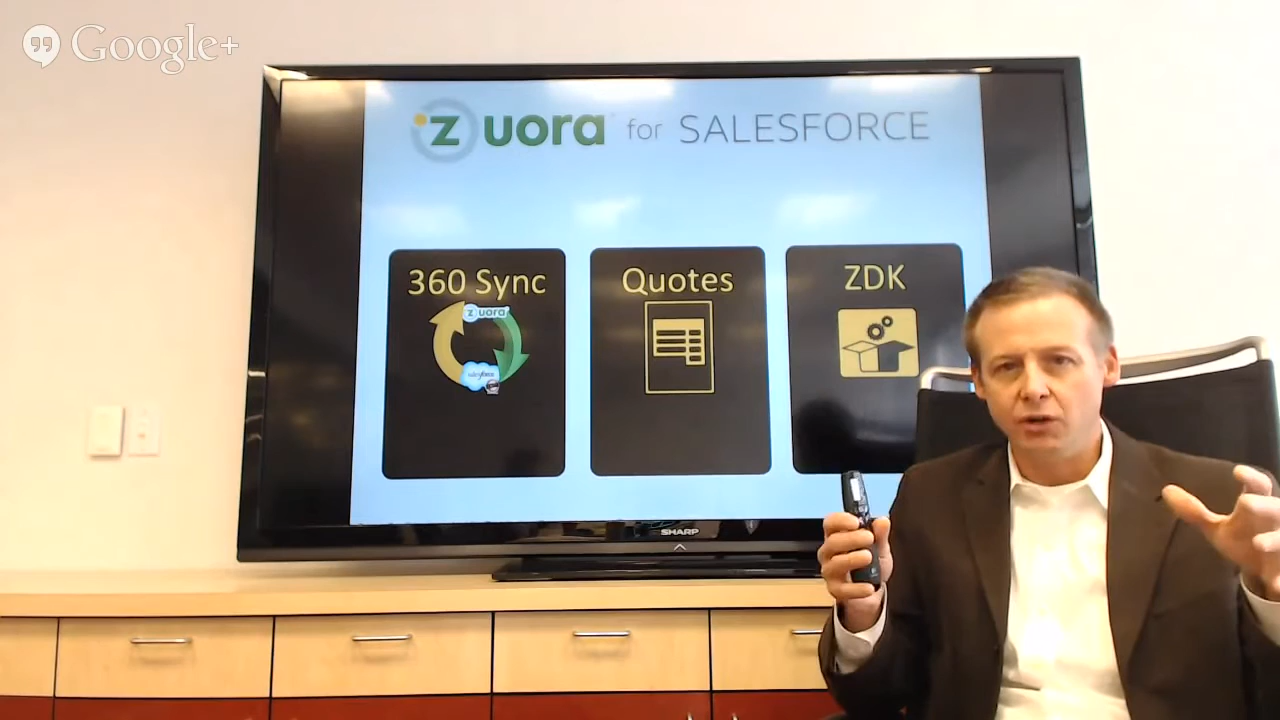 Google+
zuora for SALESFORCE
360 Sync
Quotes
ZDK
zuora
salesforce
SHARP